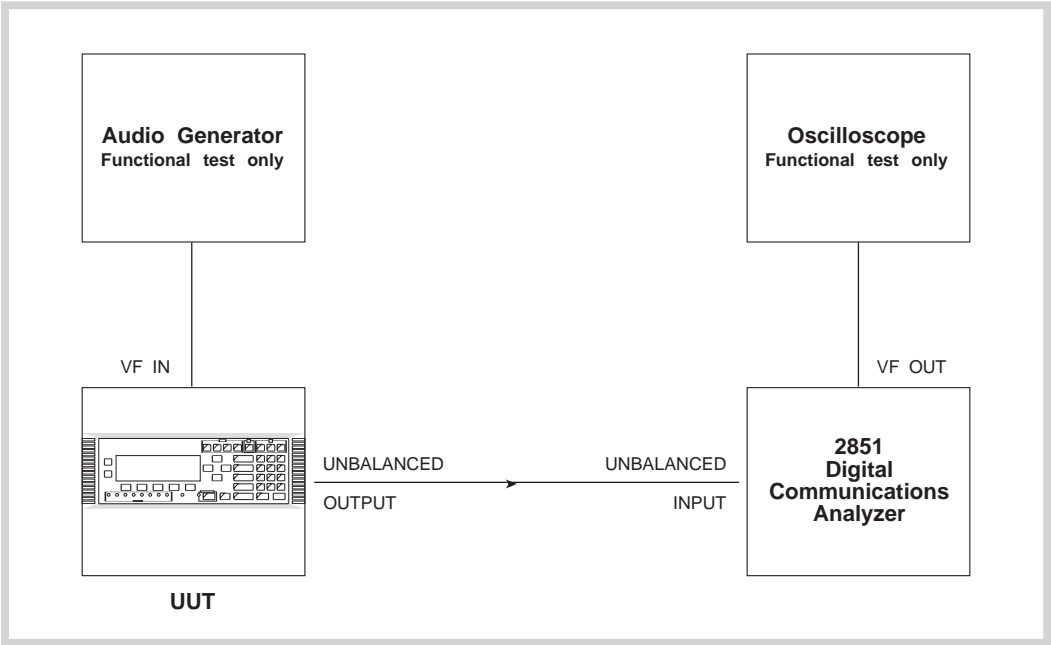 Audio Generator
Functional test only
Oscilloscope
Functional test only
VF IN
VF OUT
UNBALANCED
OUTPUT
UNBALANCED
INPUT
2851
Digital
Communications
Analyzer
UUT